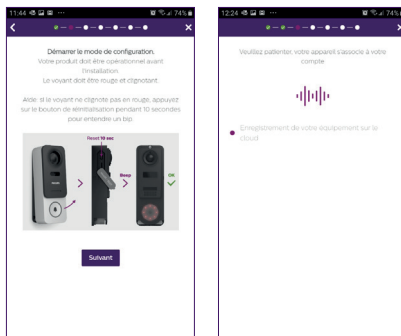 11:44
74%
Démarrer le mode de configuration.
Votre produit doit être opérationnel avant
l'installation.
Le voyant doit être rouge et clignotant.
Aide: si le voyant ne clignote pas en rouge, appuyez
sur le bouton de réinitialisation pendant 10 secondes
pour entendre un bip.
Reset 10 sec
Beep
OK
Suivant
12:24
74%
Veuillez patienter, votre appareil s'associe à votre
compte
Enregistrement de votre équipement sur le
cloud